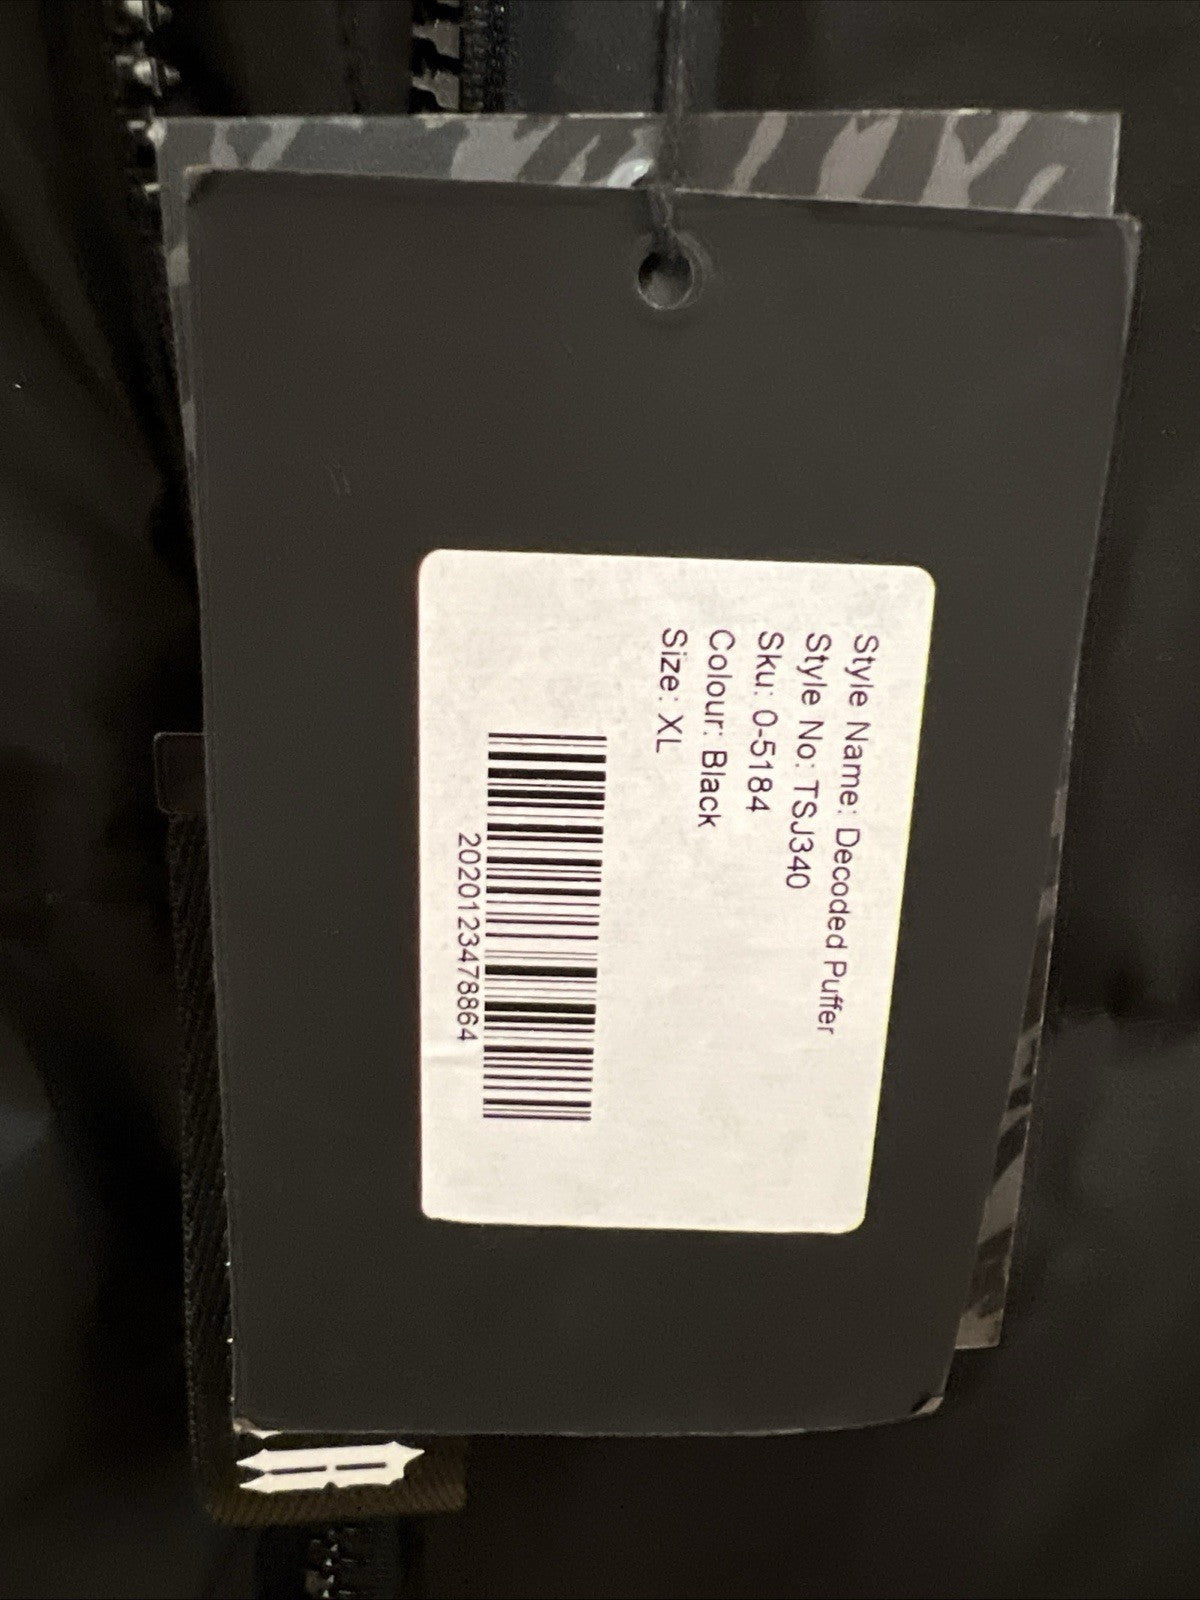 Style Name: Decoded Puffer
Style No: TSJ340
Sku: 0-5184
Colour: Black
Size: XL
2020123478864